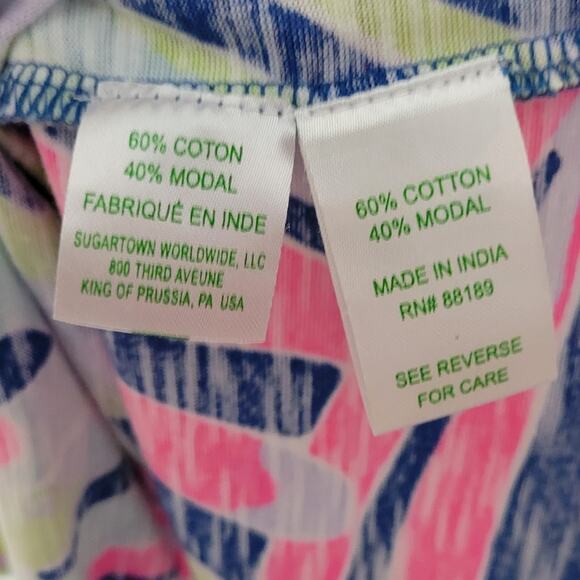 60% COTON
40% MODAL
FABRIQUÉ EN INDE
SUGARTOWN WORLDWIDE, LLC
800 THIRD AVEUNE
KING OF PRUSSIA, PA USA
60% COTTON
40% MODAL
MADE IN INDIA
RN# 88189
SEE REVERSE
FOR CARE